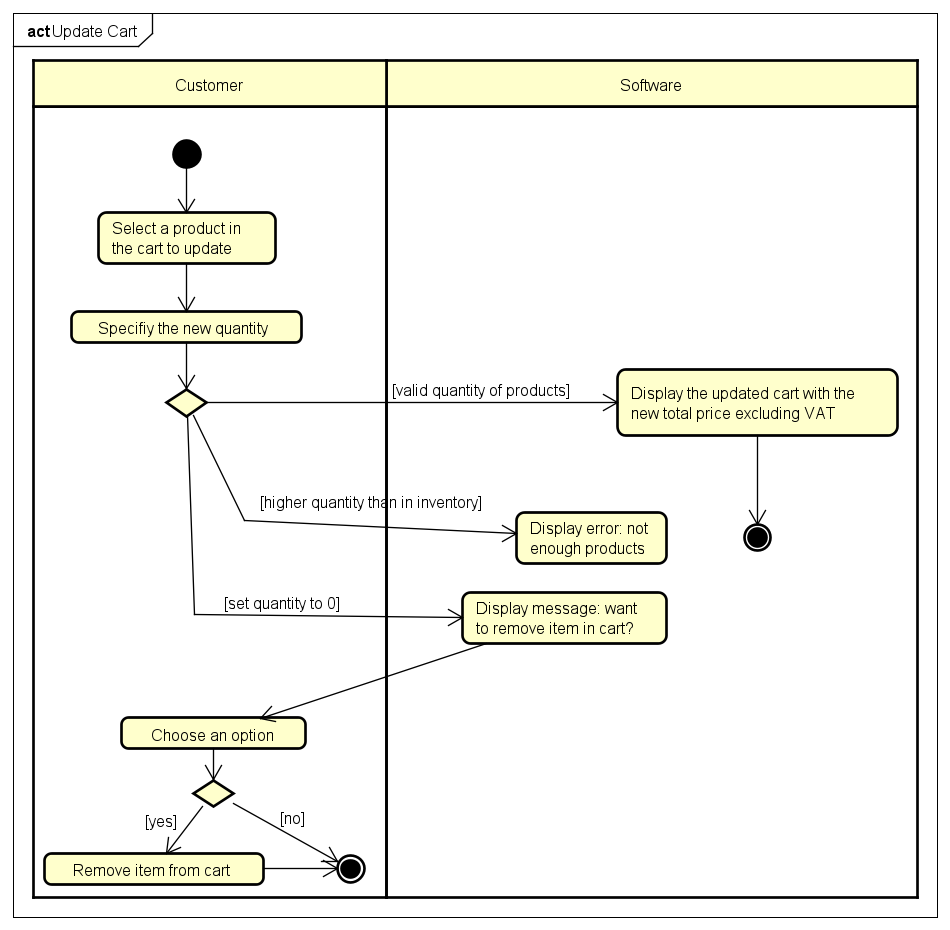 act Update Cart
Customer
Software
Select a product in
the cart to update
Specifiy the new quantity
[valid quantity of products]
Display the updated cart with the
new total price excluding VAT
[higher quantity than in inventory]
Display error: not
enough products
[set quantity to 0]
Display message: want
to remove item in cart?
Choose an option
[yes]
[no]
Remove item from cart